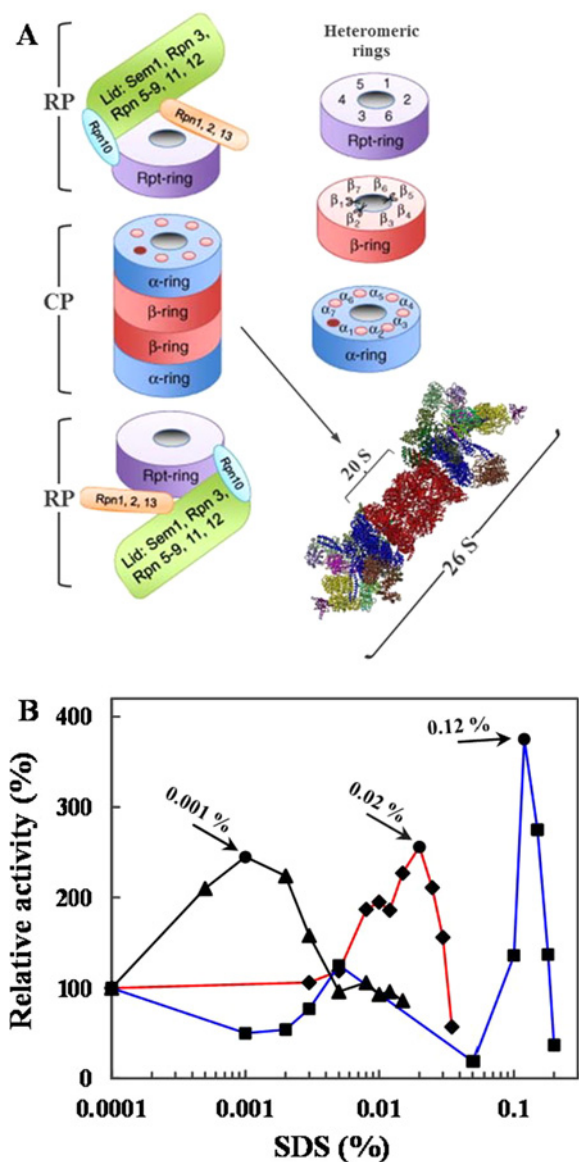 A
RP
Lid: Sem1, Rpn 3,
Rpn 5-9, 11, 12
Rpn10
Rpn1, 2, 13
Rpt-ring
CP
α-ring
β-ring
β-ring
α-ring
RP
Rpt-ring
Rpn10
Rpn1, 2, 13
Lid: Sem1, Rpn 3,
Rpn 5-9, 11, 12
Heteromeric
rings
5 1
4 2
3 6
Rpt-ring
β7 β6
β1 β5
β2 β3 β4
β-ring
α6 α5 α4
α7 α3
α1 α2
α-ring
20 S
26 S
B
Relative activity (%)
400
300
200
100
0
0.001 %
0.02 %
0.12 %
0.0001 0.001 0.01 0.1
SDS (%)